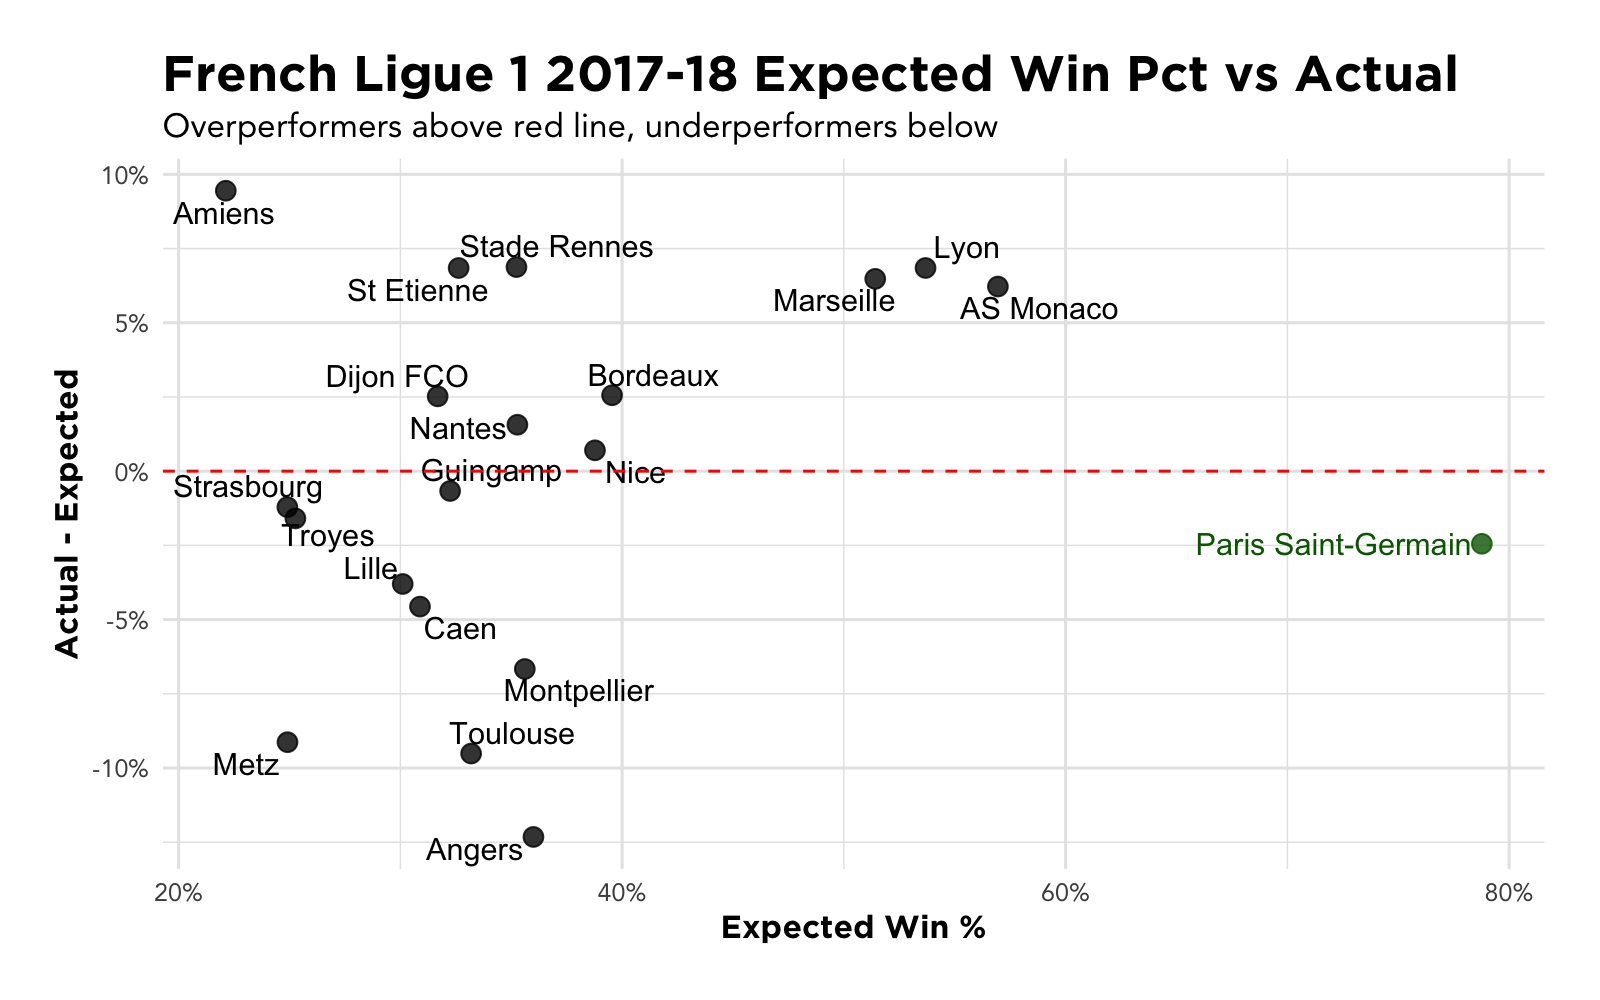 French Ligue 1 2017-18 Expected Win Pct vs Actual
Overperformers above red line, underperformers below
10%
Amiens
Stade Rennes
Lyon
St Etienne
Marseille
AS Monaco
5%
Dijon FCO
Bordeaux
Nantes
0%
Guingamp
Nice
Strasbourg
Troyes
Paris Saint-Germain
Lille
-5%
Caen
Montpellier
Toulouse
Metz
-10%
Angers
Actual - Expected
20%
40%
60%
80%
Expected Win %